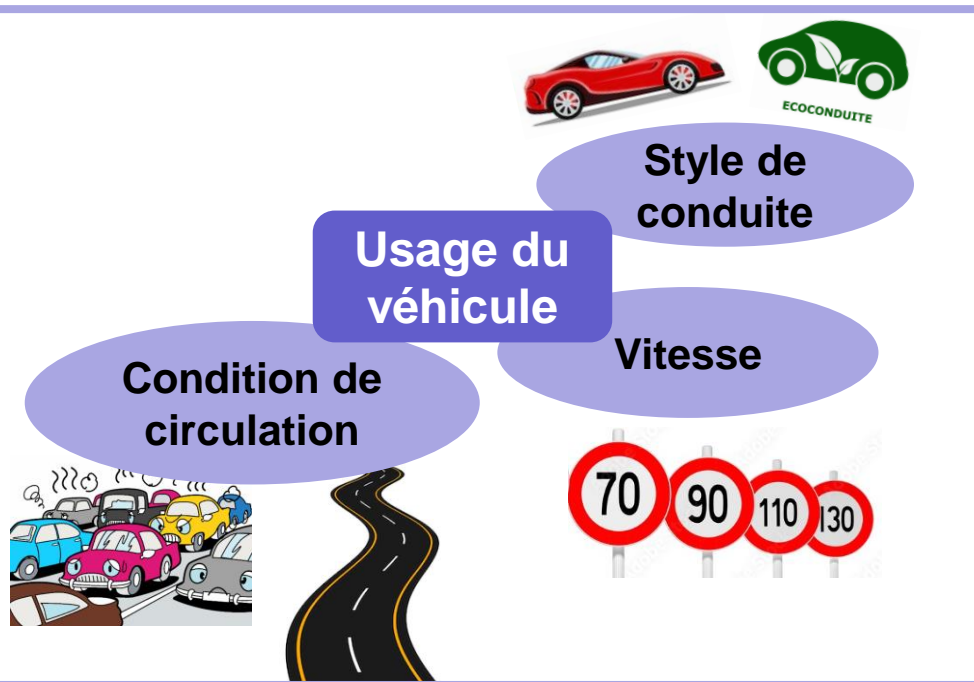 ECOCONDUITE
Style de
conduite
Usage du
véhicule
Vitesse
Condition de
circulation
70
90
110
130